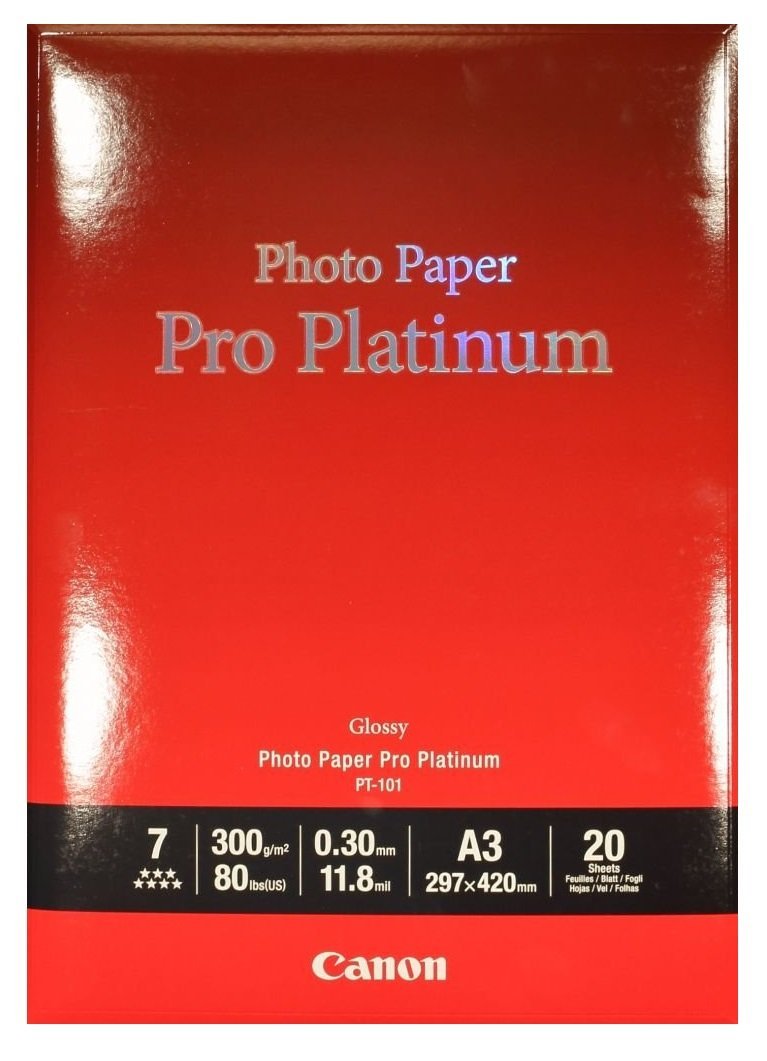 Photo Paper
Pro Platinum
Glossy
Photo Paper Pro Platinum
PT-101
7
★★★
★★★★
300g/m²
80lbs(US)
0.30mm
11.8mil
A3
297×420mm
20
Sheets
Feuilles / Blatt / Fogli
Hojas / Vel / Folhas
Canon